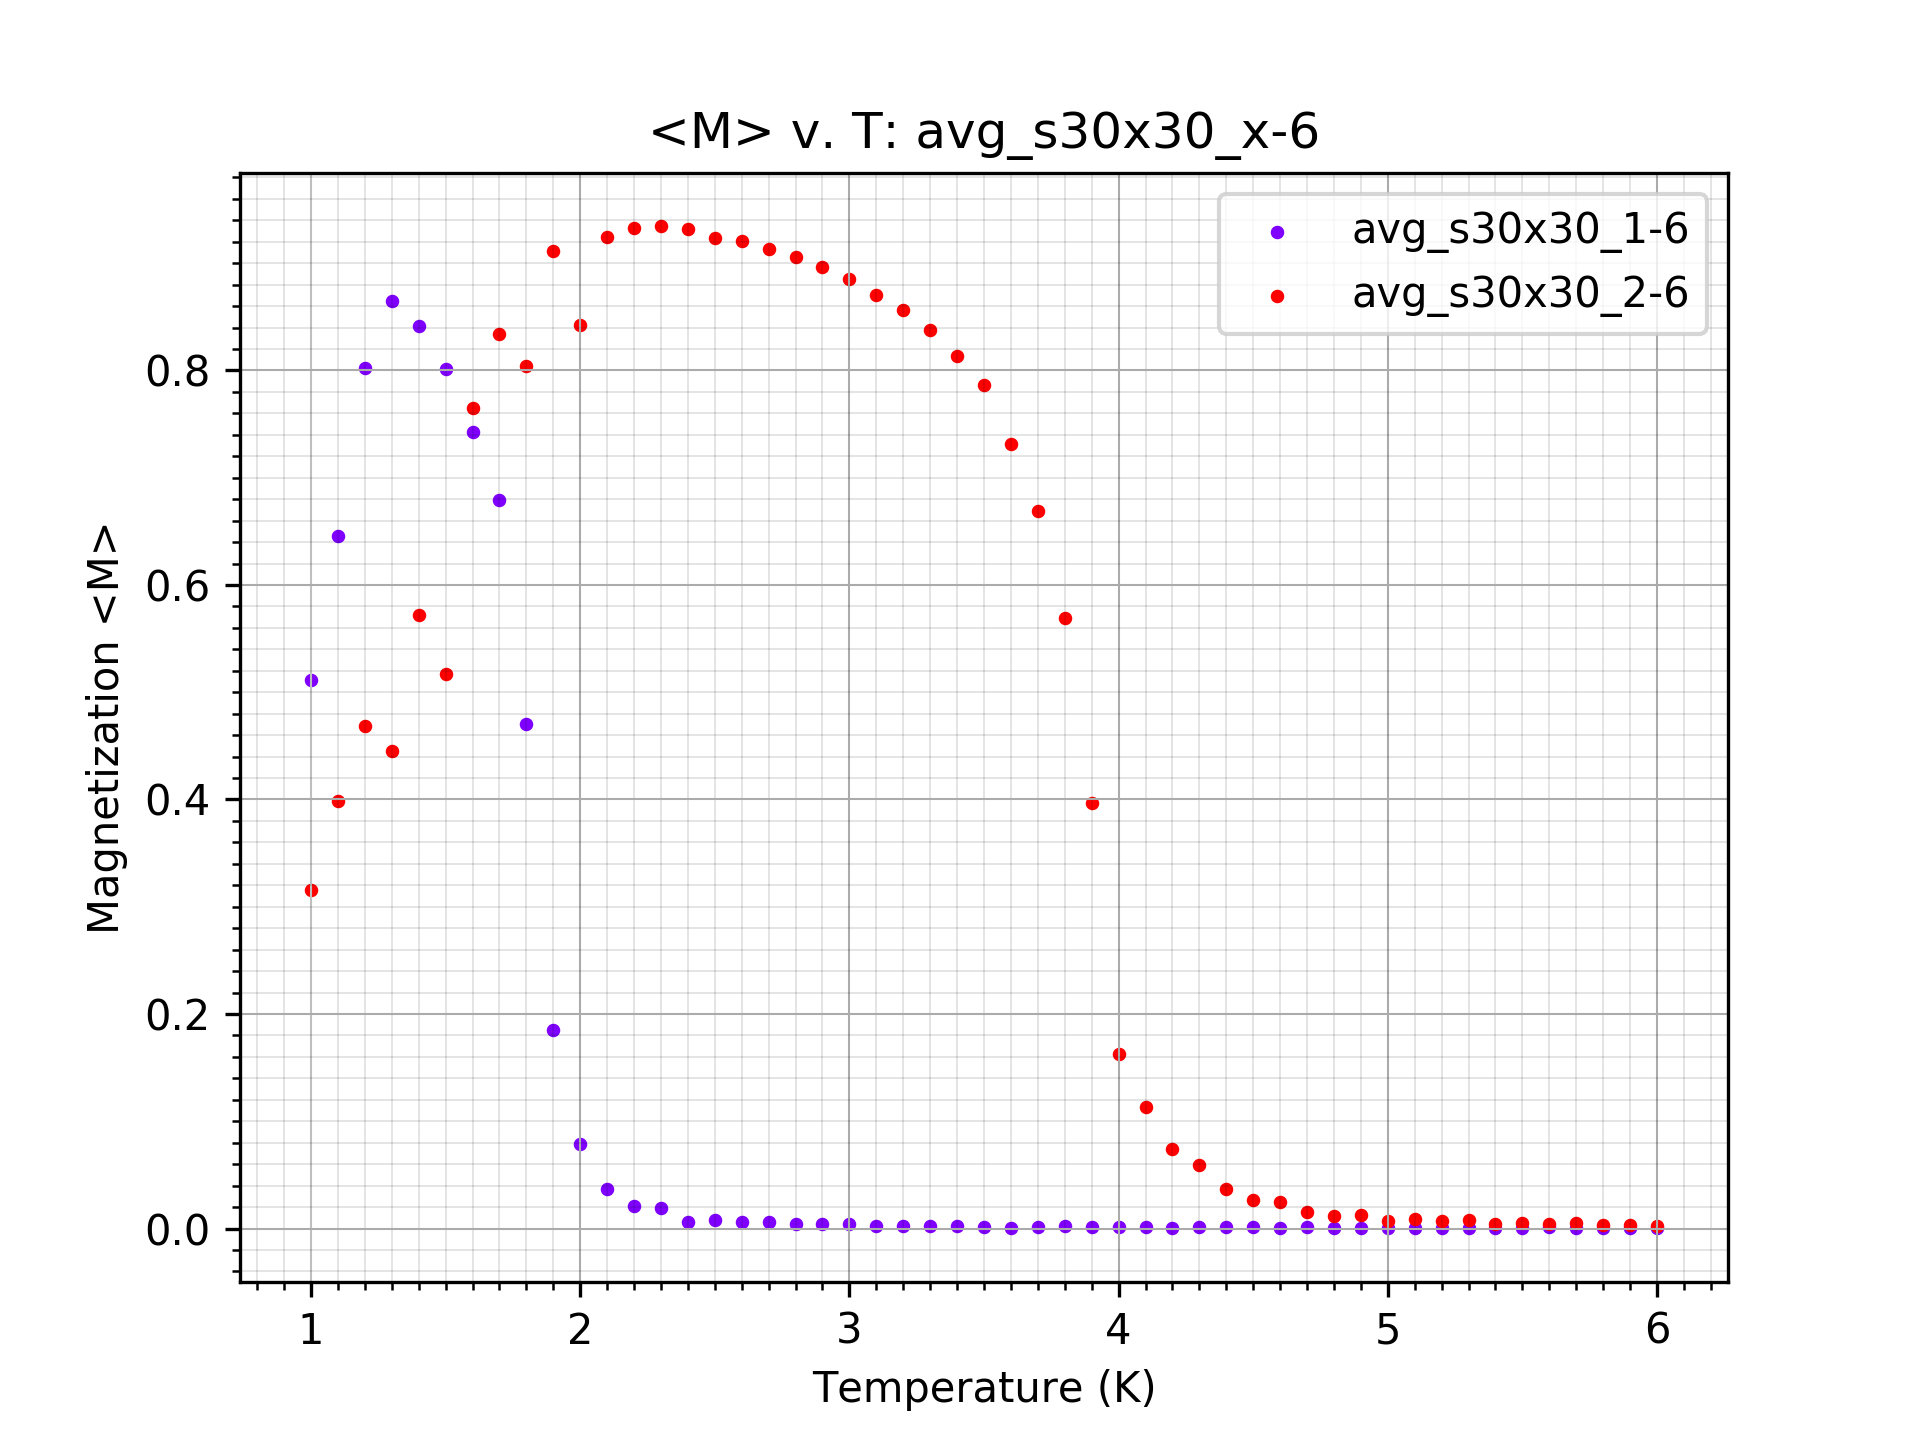 <M> v. T: avg_s30x30_x-6
avg_s30x30_1-6
avg_s30x30_2-6
Magnetization <M>
0.8
0.6
0.4
0.2
0.0
1 2 3 4 5 6
Temperature (K)